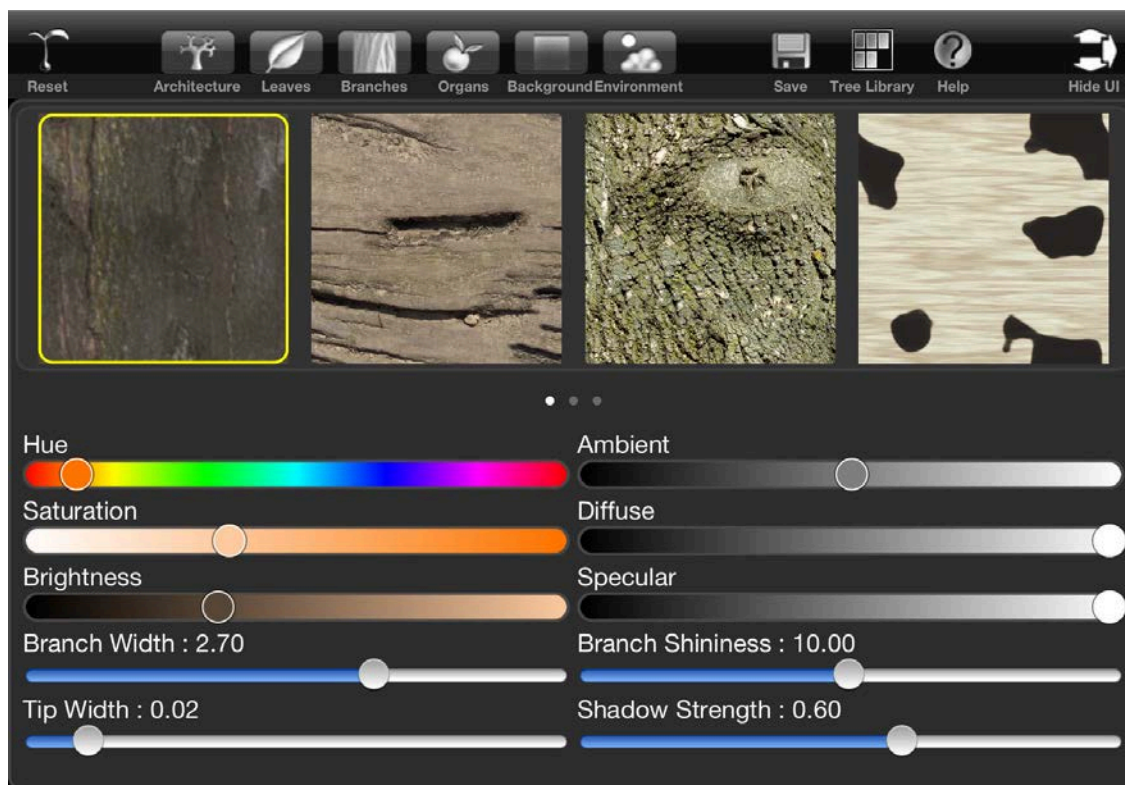 Reset Architecture Leaves Branches Organs Background Environment Save Tree Library Help Hide UI
Hue Ambient
Saturation Diffuse
Brightness Specular
Branch Width : 2.70 Branch Shininess : 10.00
Tip Width : 0.02 Shadow Strength : 0.60